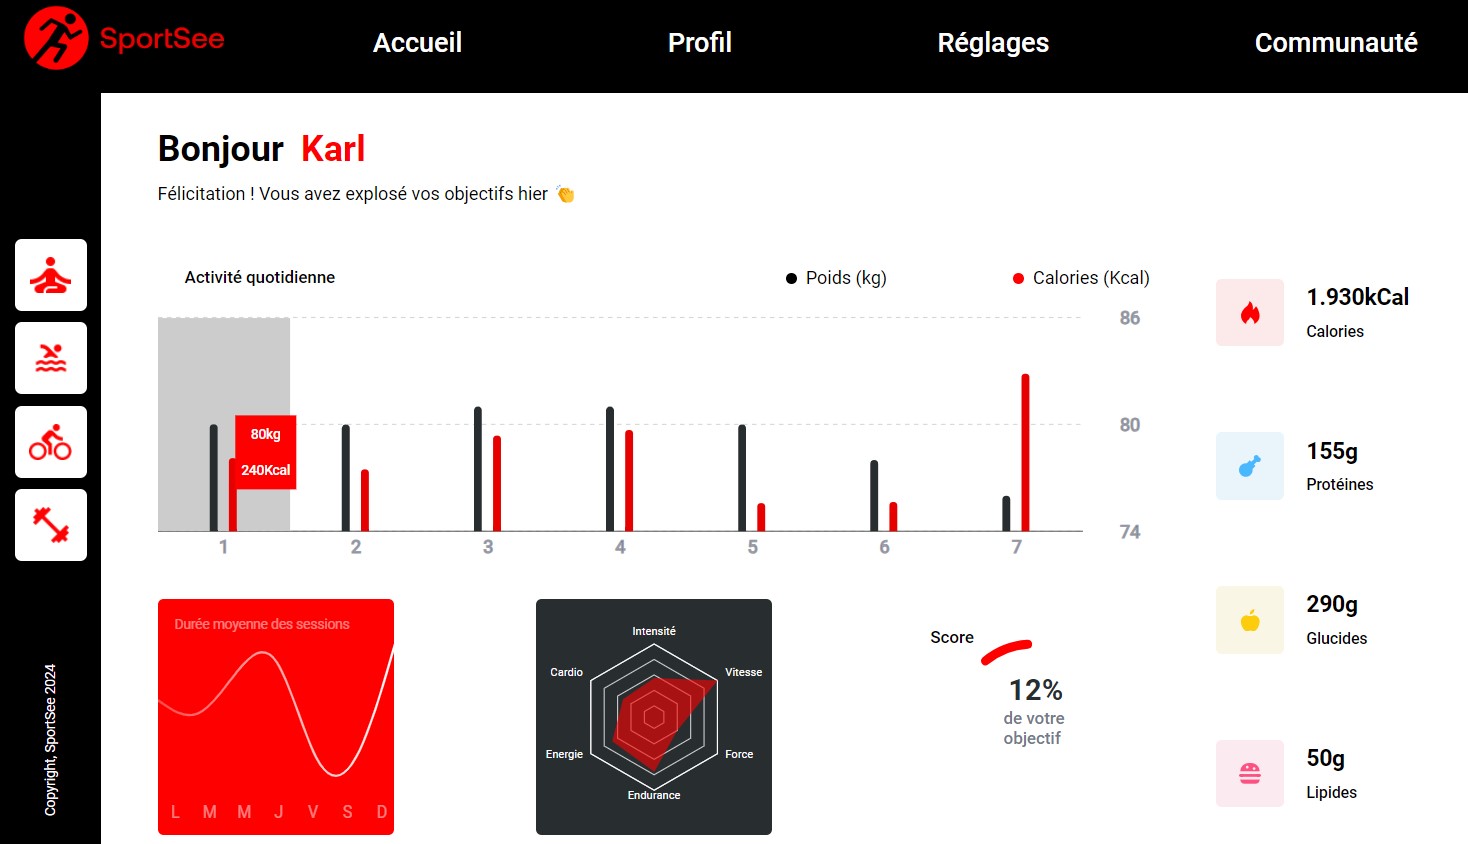 SportSee
Accueil
Profil
Réglages
Communauté
Bonjour Karl
Félicitation ! Vous avez explosé vos objectifs hier 👏
Activité quotidienne
Poids (kg)
Calories (Kcal)
86
80
74
80kg
240Kcal
1 2 3 4 5 6 7
1.930kCal
Calories
155g
Protéines
290g
Glucides
50g
Lipides
Durée moyenne des sessions
L M M J V S D
Intensité
Vitesse
Force
Endurance
Energie
Cardio
Score
12%
de votre
objectif
Copyright, SportSee 2024